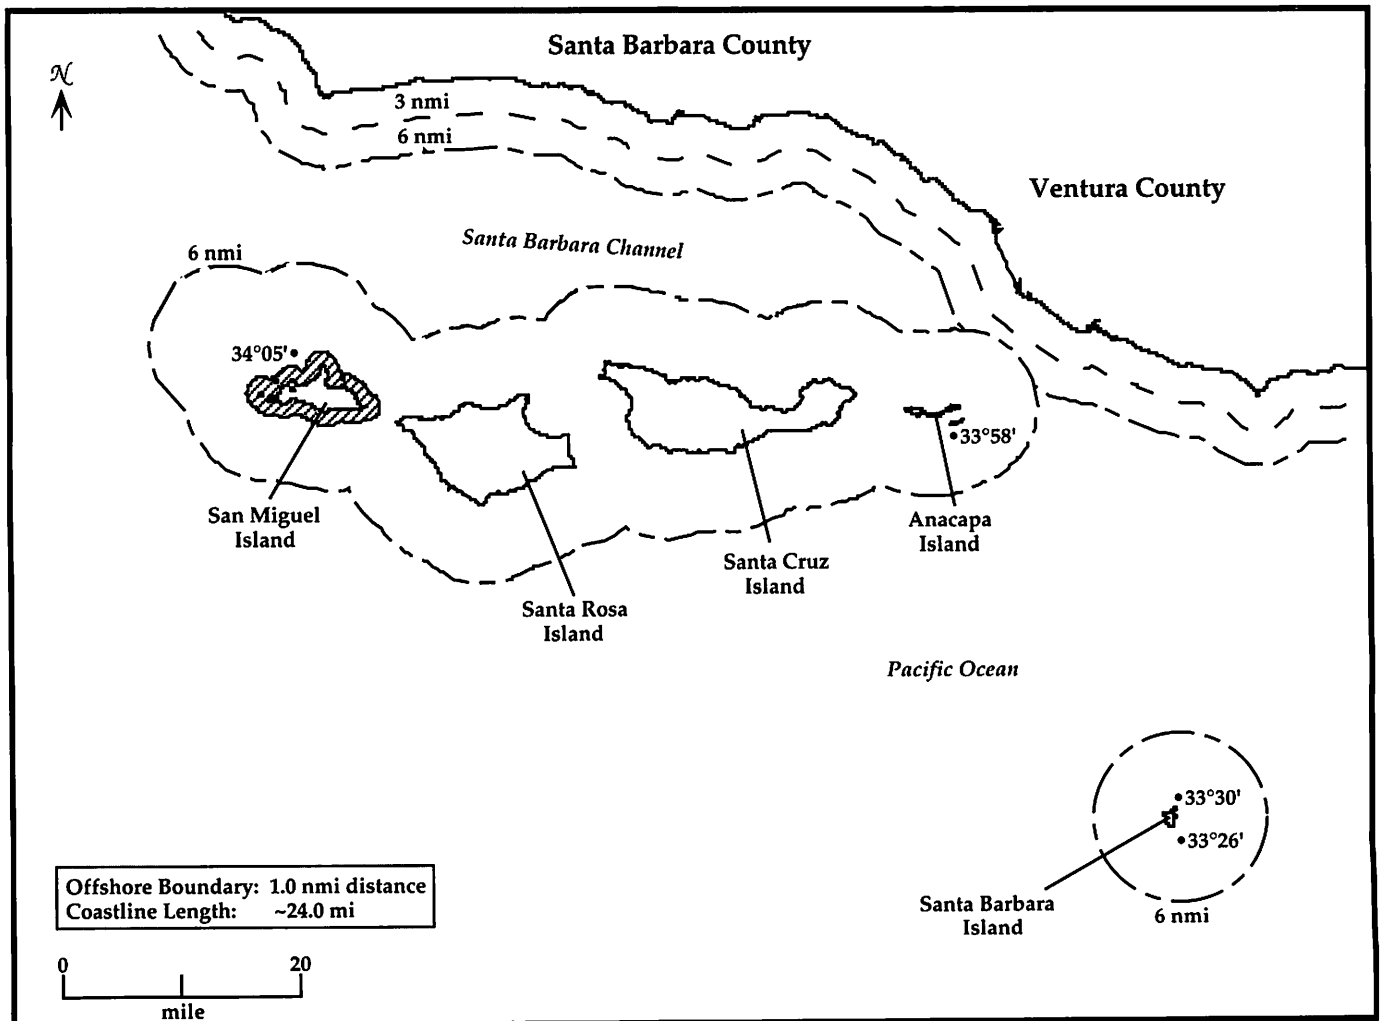 Santa Barbara County
N
3 nmi
6 nmi
Ventura County
Santa Barbara Channel
6 nmi
34°05'
33°58'
San Miguel
Island
Anacapa
Island
Santa Cruz
Island
Santa Rosa
Island
Pacific Ocean
33°30'
33°26'
Santa Barbara
Island
6 nmi
Offshore Boundary: 1.0 nmi distance
Coastline Length: ~24.0 mi
0 20
mile